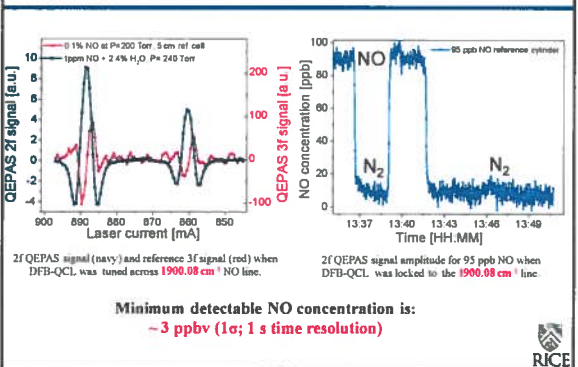 0.1% NO at P=200 Torr, 5 cm ref cell
1ppm NO + 2.4% H₂O, P= 240 Torr
QEPAS 2f signal [a.u.]
10
8
6
4
2
0
-2
-4
200
100
0
-100
QEPAS 3f signal [a.u.]
900 890 880 870 860 850
Laser current [mA]
2f QEPAS signal (navy) and reference 3f signal (red) when
DFB-QCL was tuned across 1900.08 cm⁻¹ NO line.
95 ppb NO reference cylinder
NO concentration [ppb]
100
80
60
40
20
0
NO
N₂
N₂
13:37 13:40 13:43 13:46 13:49
Time [HH:MM]
2f QEPAS signal amplitude for 95 ppb NO when
DFB-QCL was locked to the 1900.08 cm⁻¹ line.
Minimum detectable NO concentration is:
~3 ppbv (1σ; 1 s time resolution)
RICE